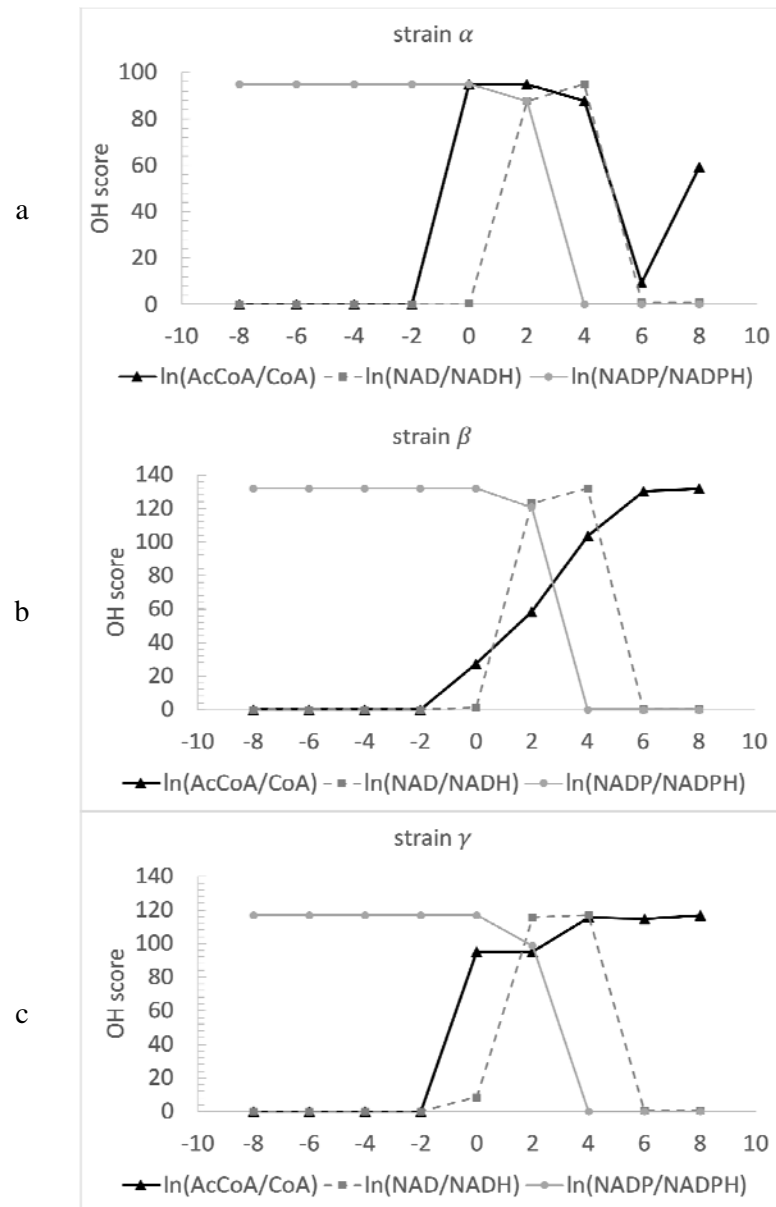 strain α
100
80
60
40
20
0
OH score
a
-10 -8 -6 -4 -2 0 2 4 6 8 10
ln(AcCoA/CoA) ln(NAD/NADH) ln(NADP/NADPH)
strain β
140
120
100
80
60
40
20
0
OH score
b
-10 -8 -6 -4 -2 0 2 4 6 8 10
ln(AcCoA/CoA) ln(NAD/NADH) ln(NADP/NADPH)
strain γ
140
120
100
80
60
40
20
0
OH score
c
-10 -8 -6 -4 -2 0 2 4 6 8 10
ln(AcCoA/CoA) ln(NAD/NADH) ln(NADP/NADPH)